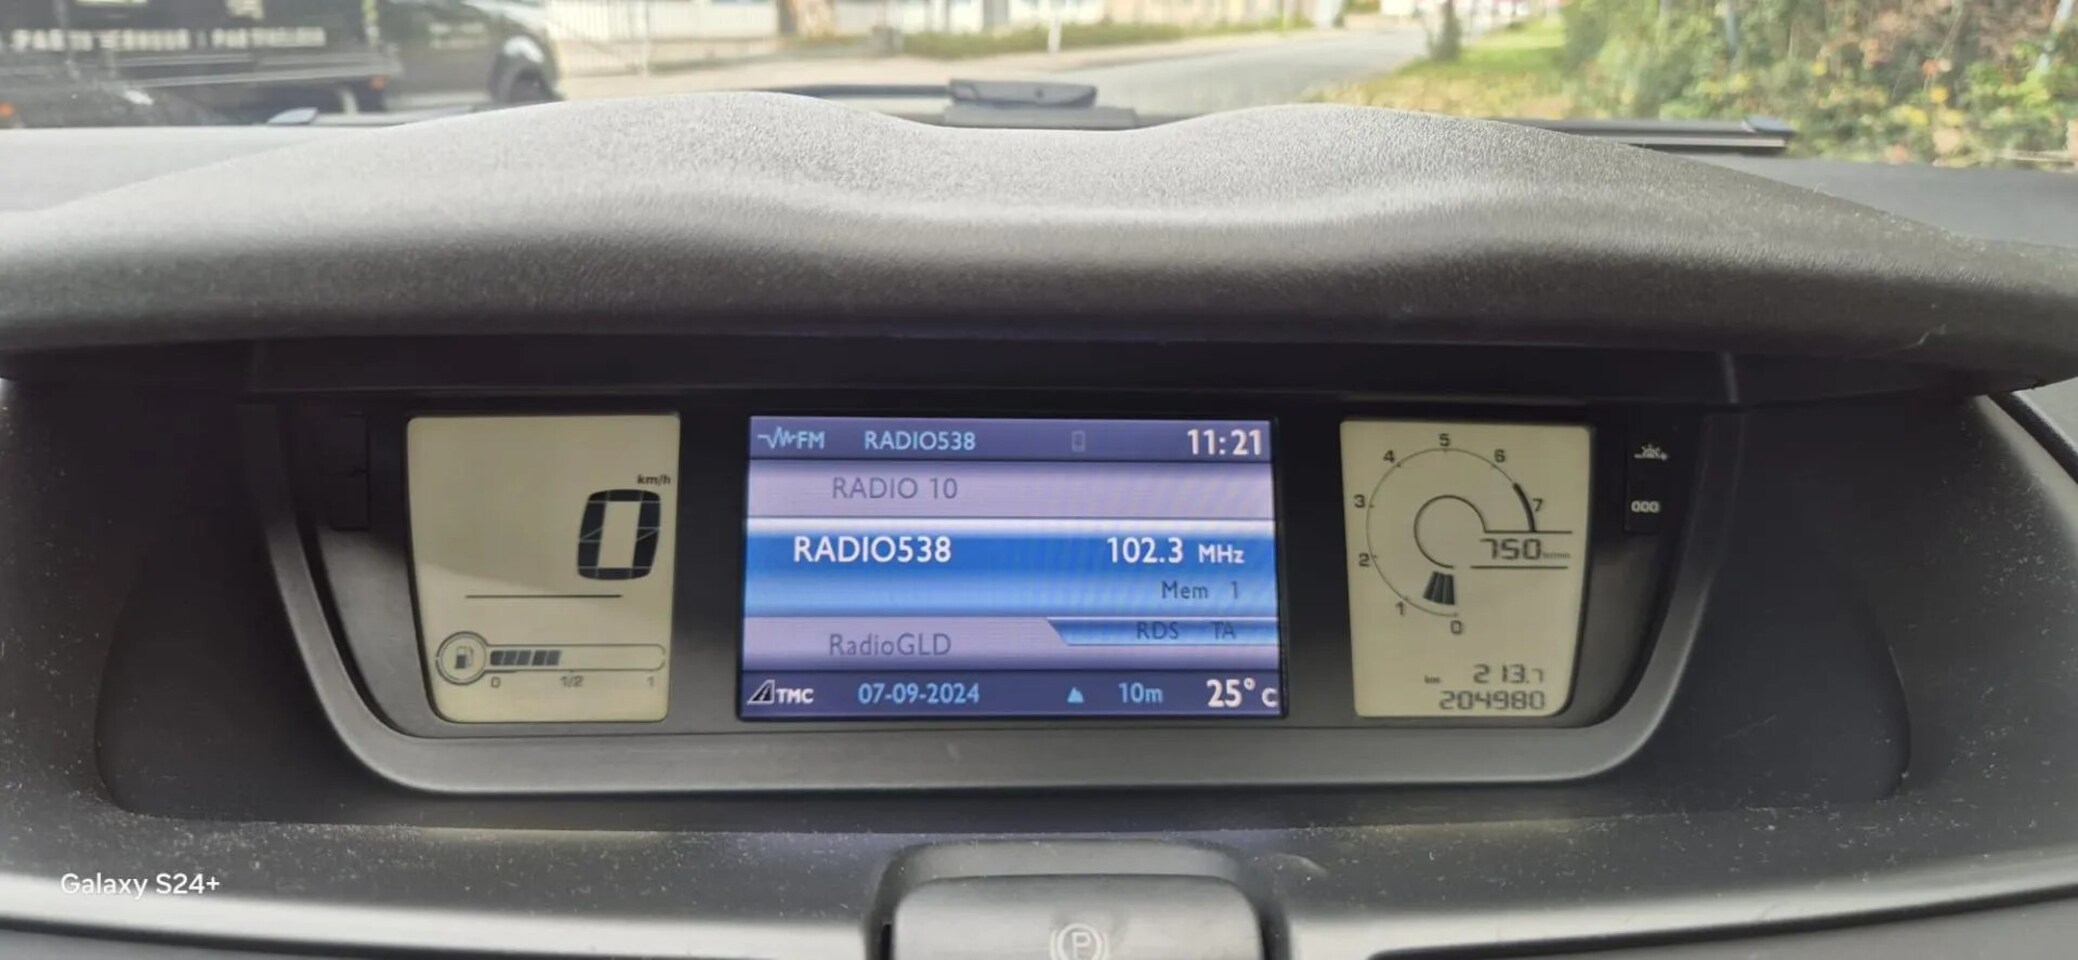 km/h
0
0 1/2 1
FM RADIO538 11:21
RADIO 10
RADIO538 102.3 MHz
Mem 1
RDS TA
RadioGLD
TMC 07-09-2024 10m 25°C
0 1 2 3 4 5 6 7
750
km 213.7
204980
P
Galaxy S24+